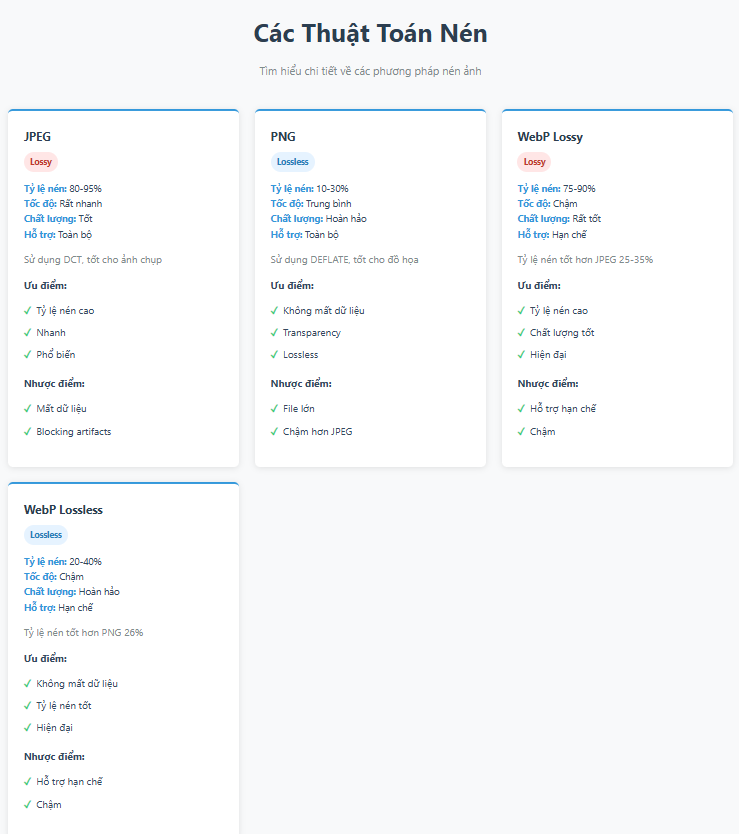 Các Thuật Toán Nén
Tìm hiểu chi tiết về các phương pháp nén ảnh
JPEG
Lossy
Tỷ lệ nén: 80-95%
Tốc độ: Rất nhanh
Chất lượng: Tốt
Hỗ trợ: Toàn bộ
Sử dụng DCT, tốt cho ảnh chụp
Ưu điểm:
✓ Tỷ lệ nén cao
✓ Nhanh
✓ Phổ biến
Nhược điểm:
✓ Mất dữ liệu
✓ Blocking artifacts
PNG
Lossless
Tỷ lệ nén: 10-30%
Tốc độ: Trung bình
Chất lượng: Hoàn hảo
Hỗ trợ: Toàn bộ
Sử dụng DEFLATE, tốt cho đồ họa
Ưu điểm:
✓ Không mất dữ liệu
✓ Transparency
✓ Lossless
Nhược điểm:
✓ File lớn
✓ Chậm hơn JPEG
WebP Lossy
Lossy
Tỷ lệ nén: 75-90%
Tốc độ: Chậm
Chất lượng: Rất tốt
Hỗ trợ: Hạn chế
Tỷ lệ nén tốt hơn JPEG 25-35%
Ưu điểm:
✓ Tỷ lệ nén cao
✓ Chất lượng tốt
✓ Hiện đại
Nhược điểm:
✓ Hỗ trợ hạn chế
✓ Chậm
WebP Lossless
Lossless
Tỷ lệ nén: 20-40%
Tốc độ: Chậm
Chất lượng: Hoàn hảo
Hỗ trợ: Hạn chế
Tỷ lệ nén tốt hơn PNG 26%
Ưu điểm:
✓ Không mất dữ liệu
✓ Tỷ lệ nén tốt
✓ Hiện đại
Nhược điểm:
✓ Hỗ trợ hạn chế
✓ Chậm